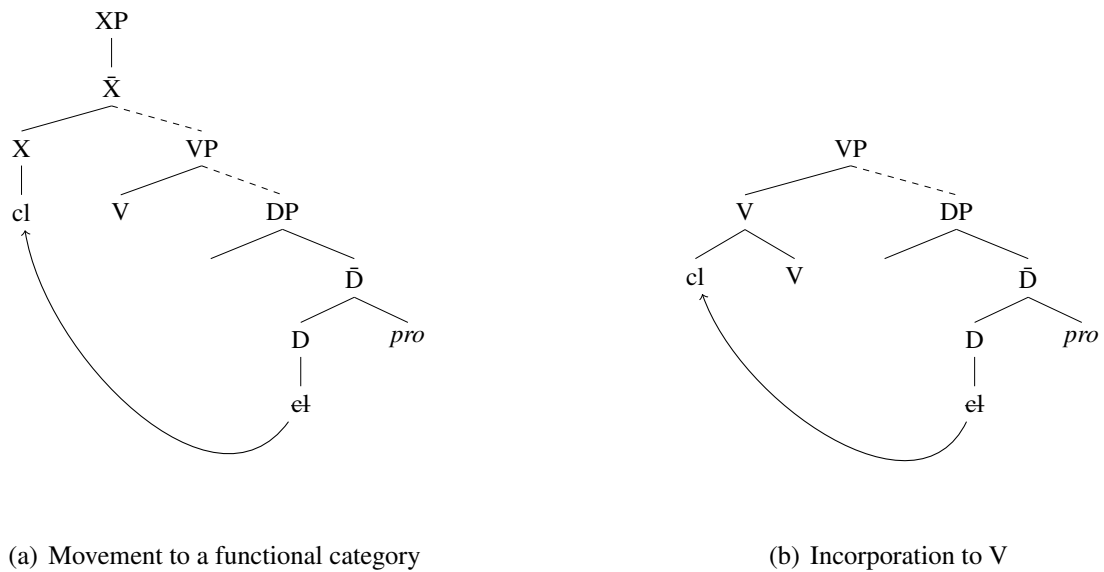 XP
X̄
X VP VP
cl V DP V DP
D̄ cl V D̄
D pro D pro
cl cl
(a) Movement to a functional category (b) Incorporation to V